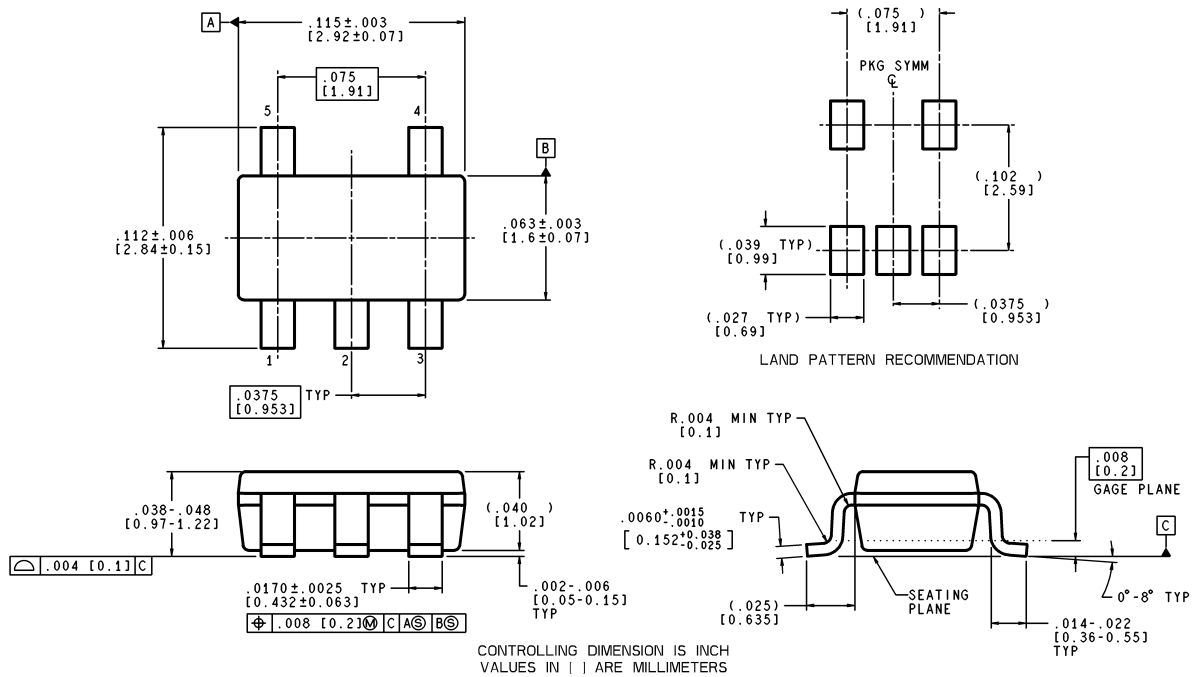 A
.115±.003
[2.92±0.07]
.075
[1.91]
5
4
B
.112±.006
[2.84±0.15]
.063±.003
[1.6±0.07]
1
2
3
.0375 TYP
[0.953]
(.075 )
[1.91]
PKG SYMM
℄
(.102 )
[2.59]
(.039 TYP)
[0.99]
(.027 TYP)
[0.69]
(.0375 )
[0.953]
LAND PATTERN RECOMMENDATION
.038-.048
[0.97-1.22]
(.040 )
[1.02]
⌓ .004 [0.1] C
.0170±.0025 TYP
[0.432±0.063]
⌖ .008 [0.2]Ⓜ C AⓈ BⓈ
.002-.006
[0.05-0.15]
TYP
R.004 MIN TYP
[0.1]
R.004 MIN TYP
[0.1]
.008
[0.2]
GAGE PLANE
C
.0060+.0015-.0010 TYP
[0.152+0.038-0.025]
SEATING
PLANE
0°-8° TYP
(.025)
[0.635]
.014-.022
[0.36-0.55]
TYP
CONTROLLING DIMENSION IS INCH
VALUES IN [ ] ARE MILLIMETERS